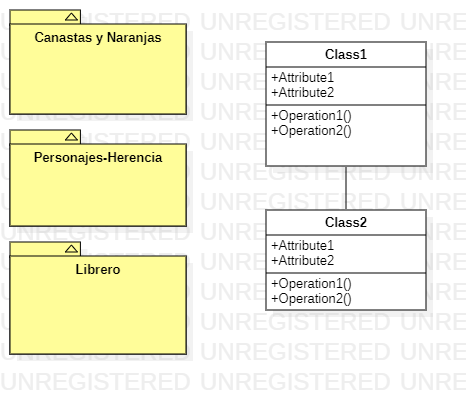 Canastas y Naranjas
Personajes-Herencia
Librero
Class1
+Attribute1
+Attribute2
+Operation1()
+Operation2()
Class2
+Attribute1
+Attribute2
+Operation1()
+Operation2()
UNREGISTERED UNREGISTERED UNRE
UNREGISTERED UNREGISTERED UNRE
UNREGISTERED UNREGISTERED UNRE